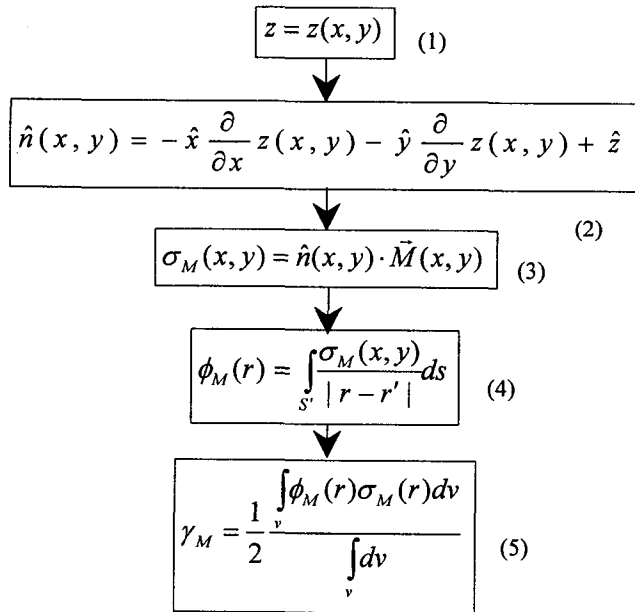 z = z(x, y) (1)
n̂(x, y) = − x̂ ∂/∂x z(x, y) − ŷ ∂/∂y z(x, y) + ẑ
(2)
σ_M(x, y) = n̂(x, y) · M⃗(x, y) (3)
ϕ_M(r) = ∫_{S'} σ_M(x, y) / | r − r' | ds (4)
γ_M = 1/2 ∫_v ϕ_M(r)σ_M(r)dv / ∫_v dv (5)